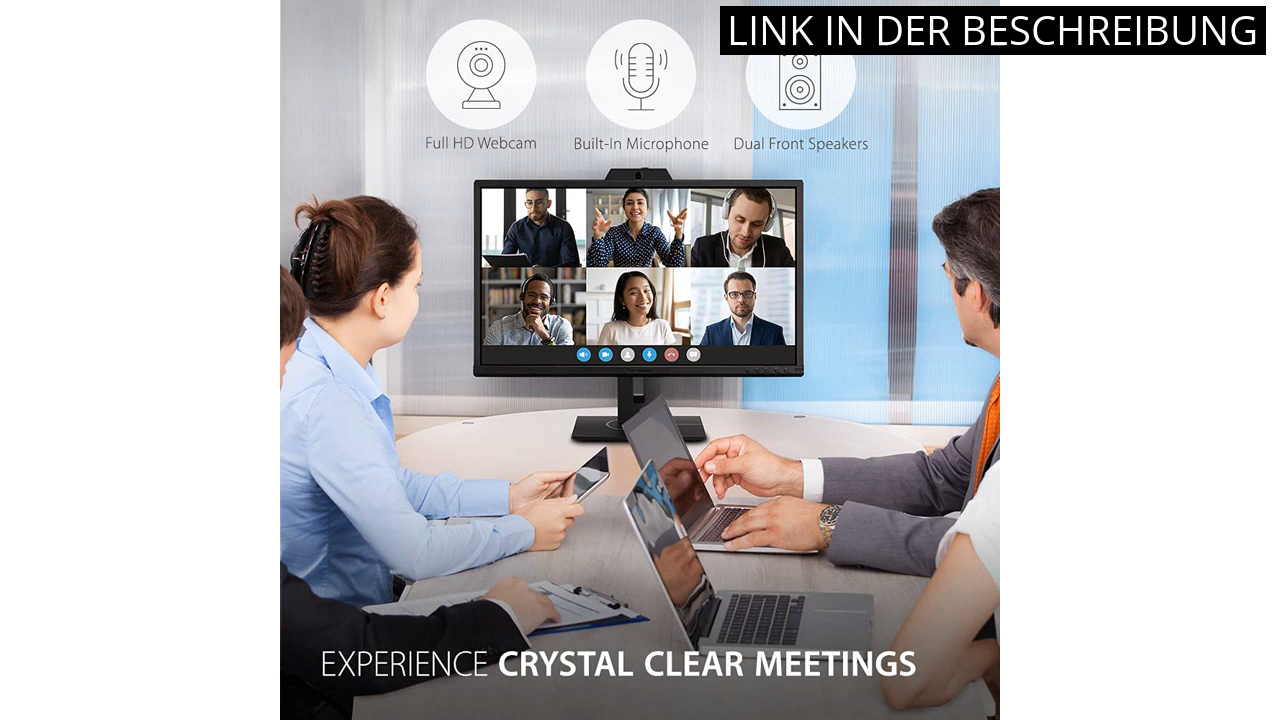 LINK IN DER BESCHREIBUNG
Full HD Webcam
Built-In Microphone
Dual Front Speakers
EXPERIENCE CRYSTAL CLEAR MEETINGS